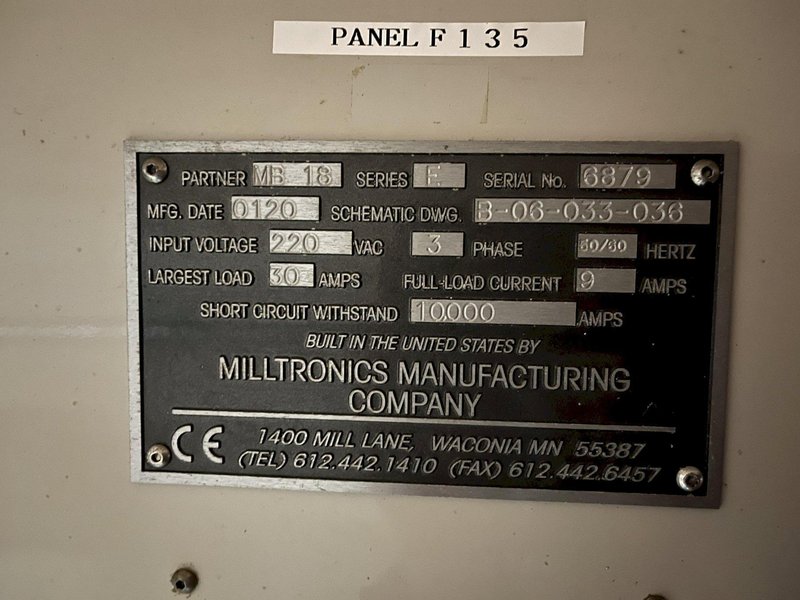 PANEL F 1 3 5
PARTNER MB 18 SERIES E SERIAL No. 6879
MFG. DATE 0120 SCHEMATIC DWG. B-06-033-036
INPUT VOLTAGE 220 VAC 3 PHASE 50/60 HERTZ
LARGEST LOAD 30 AMPS FULL-LOAD CURRENT 9 AMPS
SHORT CIRCUIT WITHSTAND 10,000 AMPS
BUILT IN THE UNITED STATES BY
MILLTRONICS MANUFACTURING
COMPANY
CE 1400 MILL LANE, WACONIA MN 55387
(TEL) 612.442.1410 (FAX) 612.442.6457